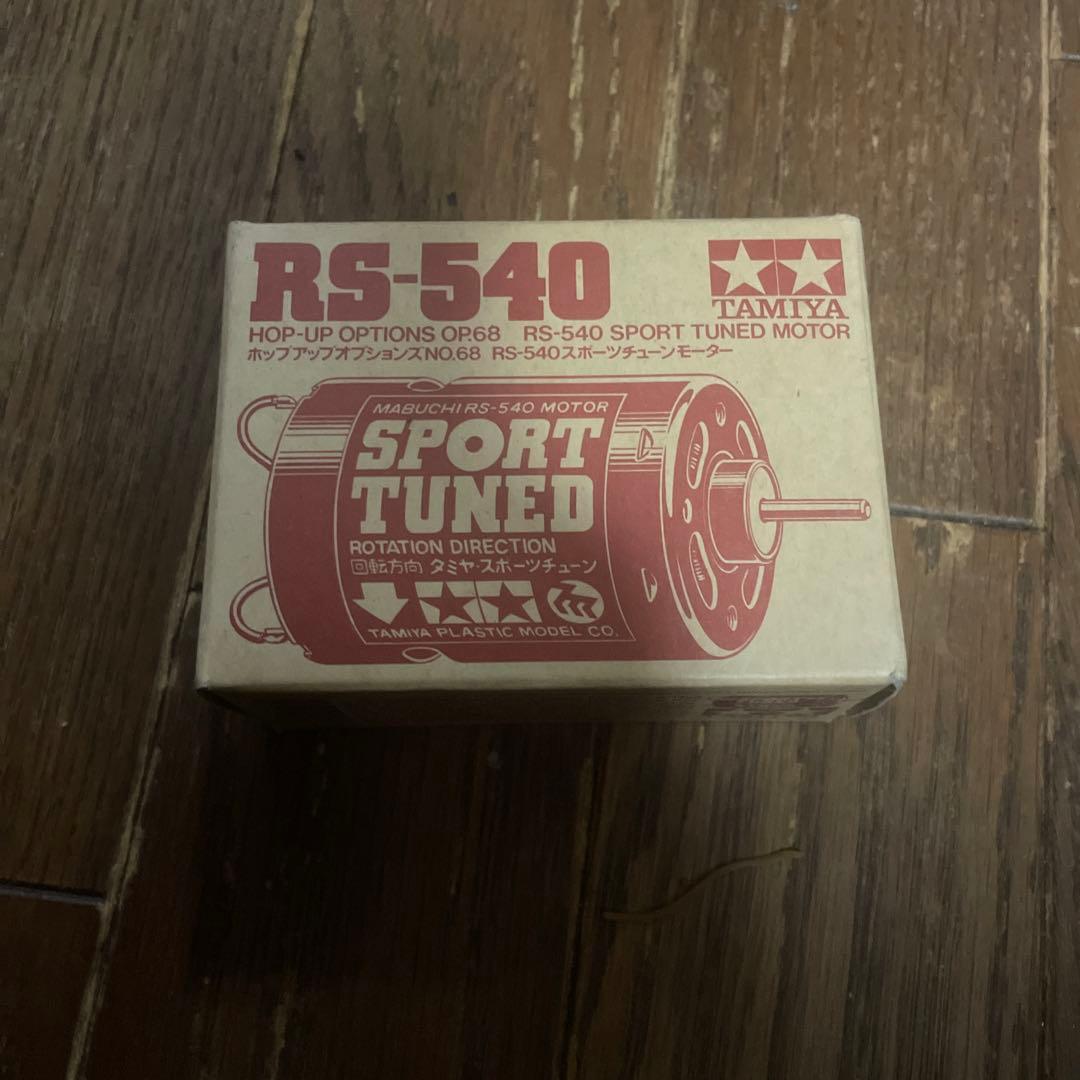 RS-540
TAMIYA
HOP-UP OPTIONS OP.68 RS-540 SPORT TUNED MOTOR
ホップアップオプションズNO.68 RS-540スポーツチューンモーター
MABUCHI RS-540 MOTOR
SPORT
TUNED
ROTATION DIRECTION
回転方向 タミヤ・スポーツチューン
TAMIYA PLASTIC MODEL CO.